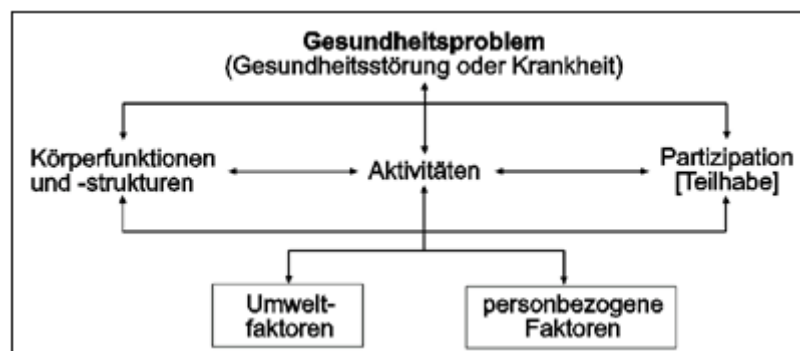 Gesundheitsproblem
(Gesundheitsstörung oder Krankheit)
Körperfunktionen
und -strukturen
Aktivitäten
Partizipation
[Teilhabe]
Umwelt-
faktoren
personbezogene
Faktoren